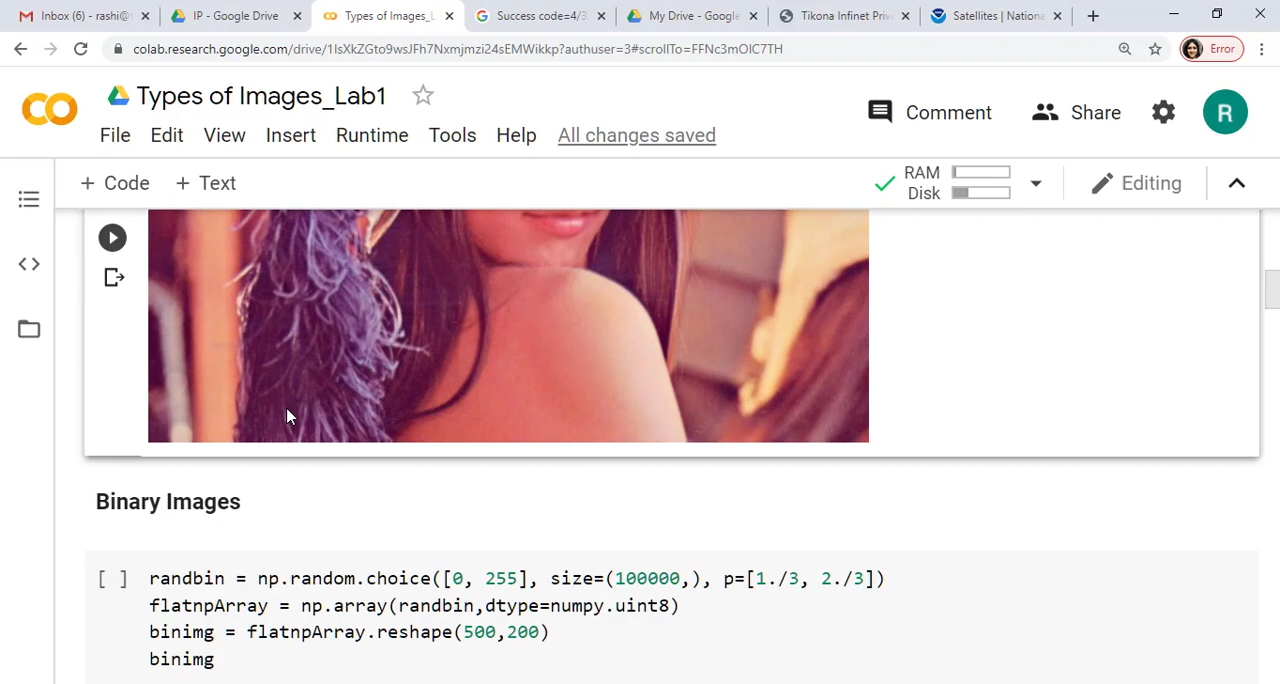 Inbox (6) - rashi@t
IP - Google Drive
Types of Images_L
Success code=4/3
My Drive - Google
Tikona Infinet Priv
Satellites | Nationa
colab.research.google.com/drive/1IsXkZGto9wsJFh7Nxmjmzi24sEMWikkp?authuser=3#scrollTo=FFNc3mOlC7TH
Error
Types of Images_Lab1
Comment
Share
R
File Edit View Insert Runtime Tools Help All changes saved
+ Code + Text
RAM
Disk
Editing
Binary Images
[ ] randbin = np.random.choice([0, 255], size=(100000,), p=[1./3, 2./3])
flatnpArray = np.array(randbin,dtype=numpy.uint8)
binimg = flatnpArray.reshape(500,200)
binimg